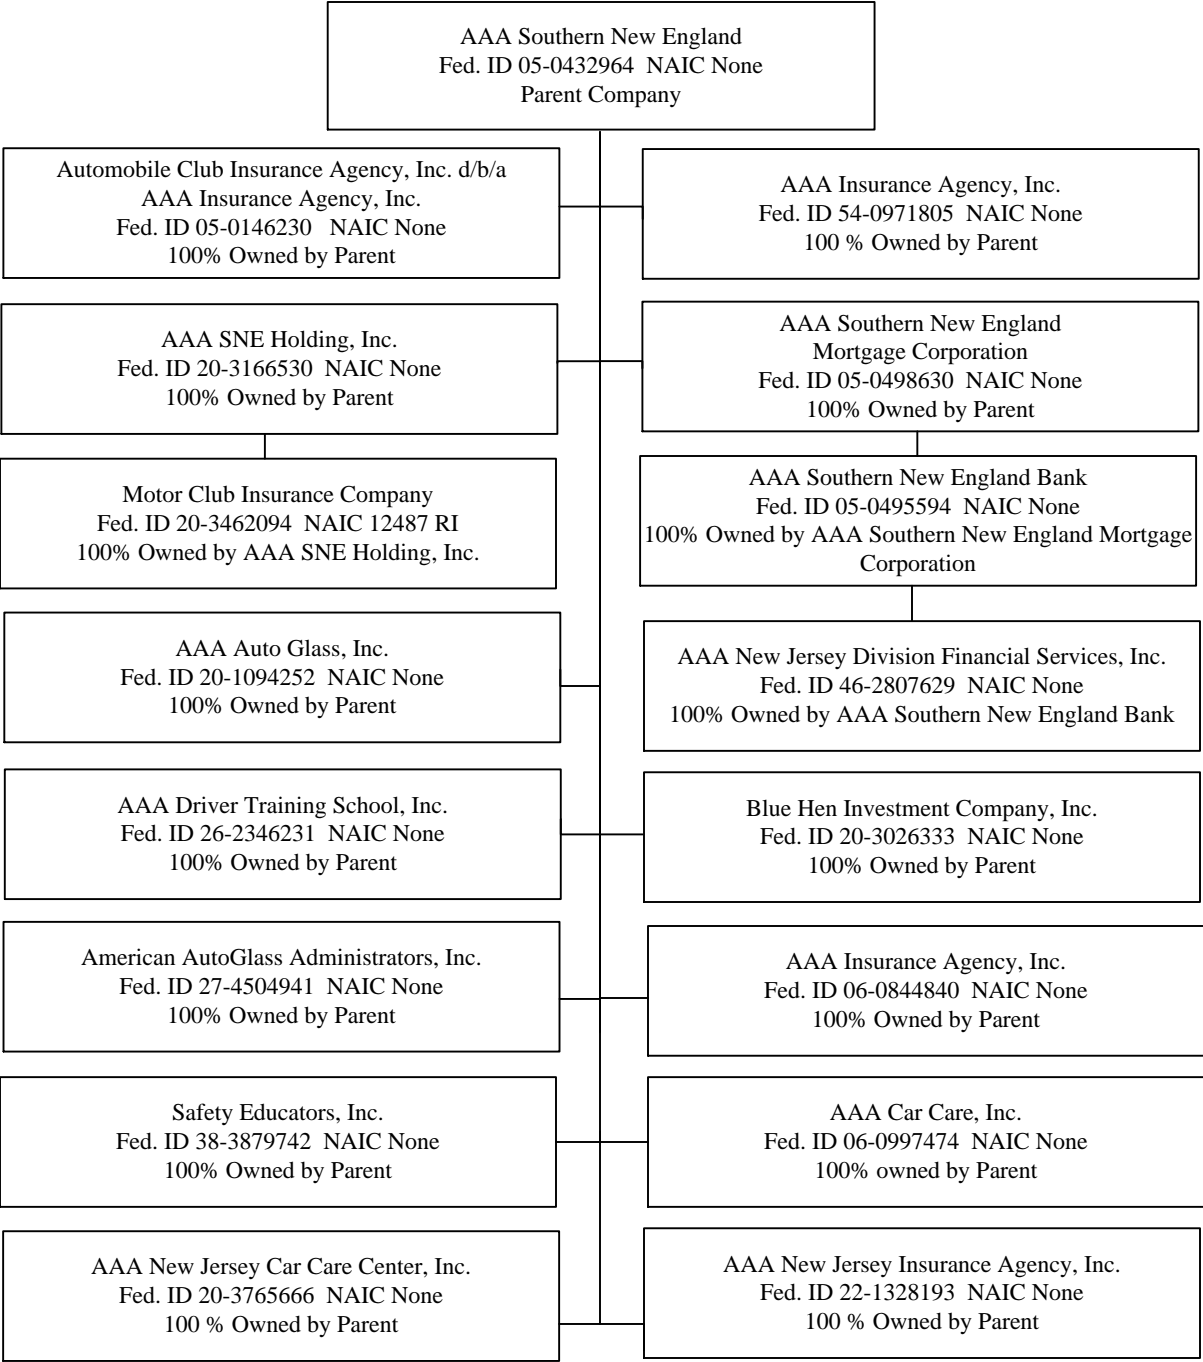 AAA Southern New England
Fed. ID 05-0432964 NAIC None
Parent Company
Automobile Club Insurance Agency, Inc. d/b/a
AAA Insurance Agency, Inc.
Fed. ID 05-0146230 NAIC None
100% Owned by Parent
AAA Insurance Agency, Inc.
Fed. ID 54-0971805 NAIC None
100 % Owned by Parent
AAA SNE Holding, Inc.
Fed. ID 20-3166530 NAIC None
100% Owned by Parent
AAA Southern New England
Mortgage Corporation
Fed. ID 05-0498630 NAIC None
100% Owned by Parent
Motor Club Insurance Company
Fed. ID 20-3462094 NAIC 12487 RI
100% Owned by AAA SNE Holding, Inc.
AAA Southern New England Bank
Fed. ID 05-0495594 NAIC None
100% Owned by AAA Southern New England Mortgage
Corporation
AAA Auto Glass, Inc.
Fed. ID 20-1094252 NAIC None
100% Owned by Parent
AAA New Jersey Division Financial Services, Inc.
Fed. ID 46-2807629 NAIC None
100% Owned by AAA Southern New England Bank
AAA Driver Training School, Inc.
Fed. ID 26-2346231 NAIC None
100% Owned by Parent
Blue Hen Investment Company, Inc.
Fed. ID 20-3026333 NAIC None
100% Owned by Parent
American AutoGlass Administrators, Inc.
Fed. ID 27-4504941 NAIC None
100% Owned by Parent
AAA Insurance Agency, Inc.
Fed. ID 06-0844840 NAIC None
100% Owned by Parent
Safety Educators, Inc.
Fed. ID 38-3879742 NAIC None
100% Owned by Parent
AAA Car Care, Inc.
Fed. ID 06-0997474 NAIC None
100% owned by Parent
AAA New Jersey Car Care Center, Inc.
Fed. ID 20-3765666 NAIC None
100 % Owned by Parent
AAA New Jersey Insurance Agency, Inc.
Fed. ID 22-1328193 NAIC None
100 % Owned by Parent